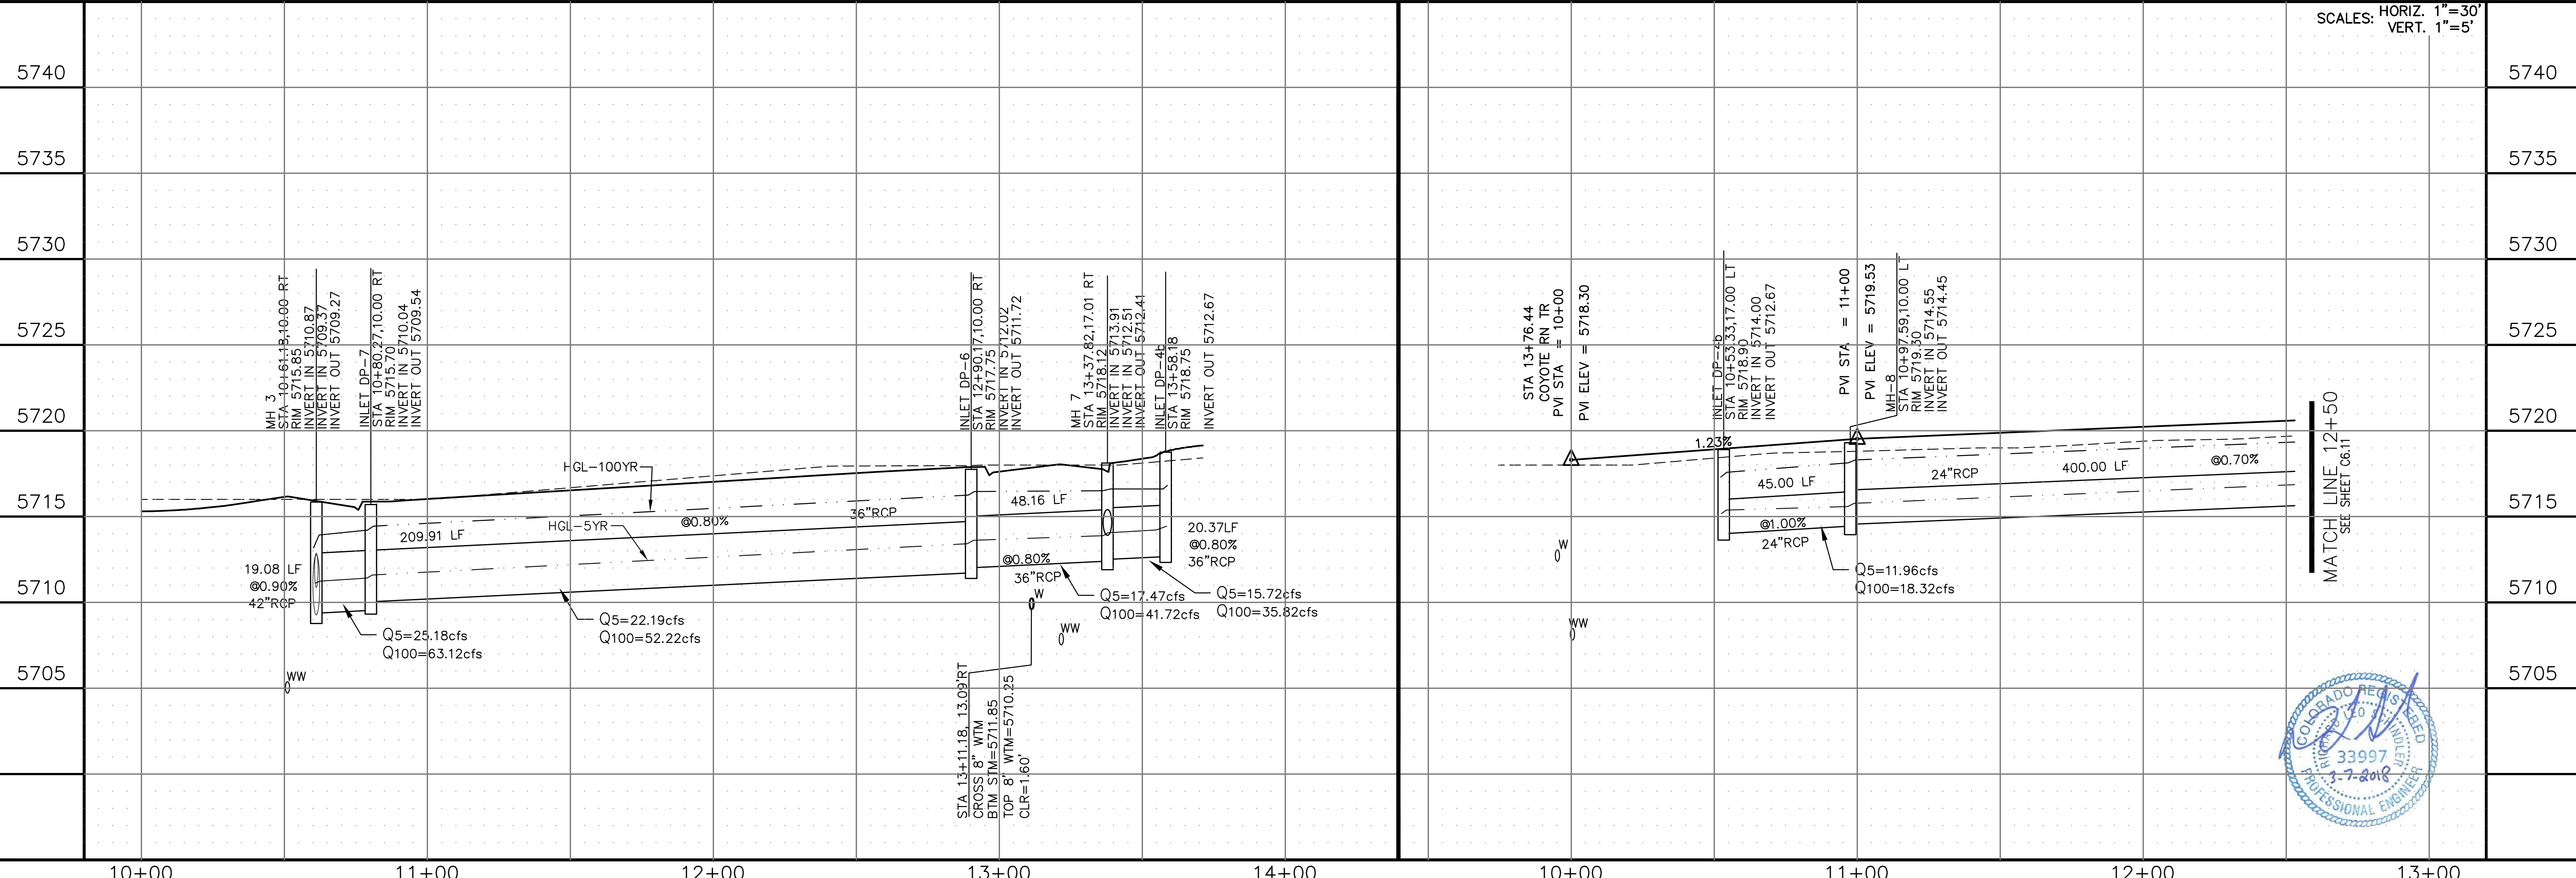 SCALES: HORIZ. 1"=30'
VERT. 1"=5'
5740
5735
5730
5725
5720
5715
5710
5705
5740
5735
5730
5725
5720
5715
5710
5705
MH 3
STA 10+61.18,10.00 RT
RIM 5715.85
INVERT IN 5710.87
INVERT IN 5709.37
INVERT OUT 5709.27
INLET DP-7
STA 10+80.27,10.00 RT
RIM 5715.70
INVERT IN 5710.04
INVERT OUT 5709.54
INLET DP-6
STA 12+90.17,10.00 RT
RIM 5717.75
INVERT IN 5712.02
INVERT OUT 5711.72
MH 7
STA 13+37.82,17.01 RT
RIM 5718.12
INVERT IN 5713.91
INVERT IN 5712.51
INVERT OUT 5712.41
INLET DP-4b
STA 13+58.18
RIM 5718.75
INVERT OUT 5712.67
HGL-100YR
HGL-5YR
209.91 LF
@0.80%
36"RCP
48.16 LF
@0.80%
36"RCP
20.37LF
@0.80%
36"RCP
19.08 LF
@0.90%
42"RCP
Q5=25.18cfs
Q100=63.12cfs
Q5=22.19cfs
Q100=52.22cfs
Q5=17.47cfs
Q100=41.72cfs
Q5=15.72cfs
Q100=35.82cfs
WW
W
WW
STA 13+11.18, 13.09'RT
CROSS 8" WTM
BTM STM=5711.85
TOP 8' WTM=5710.25
CLR=1.60'
STA 13+76.44
COYOTE RN TR
PVI STA = 10+00
PVI ELEV = 5718.30
INLET DP-4b
STA 10+53.33,17.00 LT
RIM 5718.90
INVERT IN 5714.00
INVERT OUT 5712.67
PVI STA = 11+00
PVI ELEV = 5719.53
MH-8
STA 10+97.59,10.00 LT
RIM 5719.30
INVERT IN 5714.55
INVERT OUT 5714.45
1.23%
45.00 LF
@1.00%
24"RCP
24"RCP
400.00 LF
@0.70%
Q5=11.96cfs
Q100=18.32cfs
W
WW
MATCH LINE 12+50
SEE SHEET C6.11
COLORADO REGISTERED
33997
3-7-2018
PROFESSIONAL ENGINEER
10+00
11+00
12+00
13+00
14+00
10+00
11+00
12+00
13+00